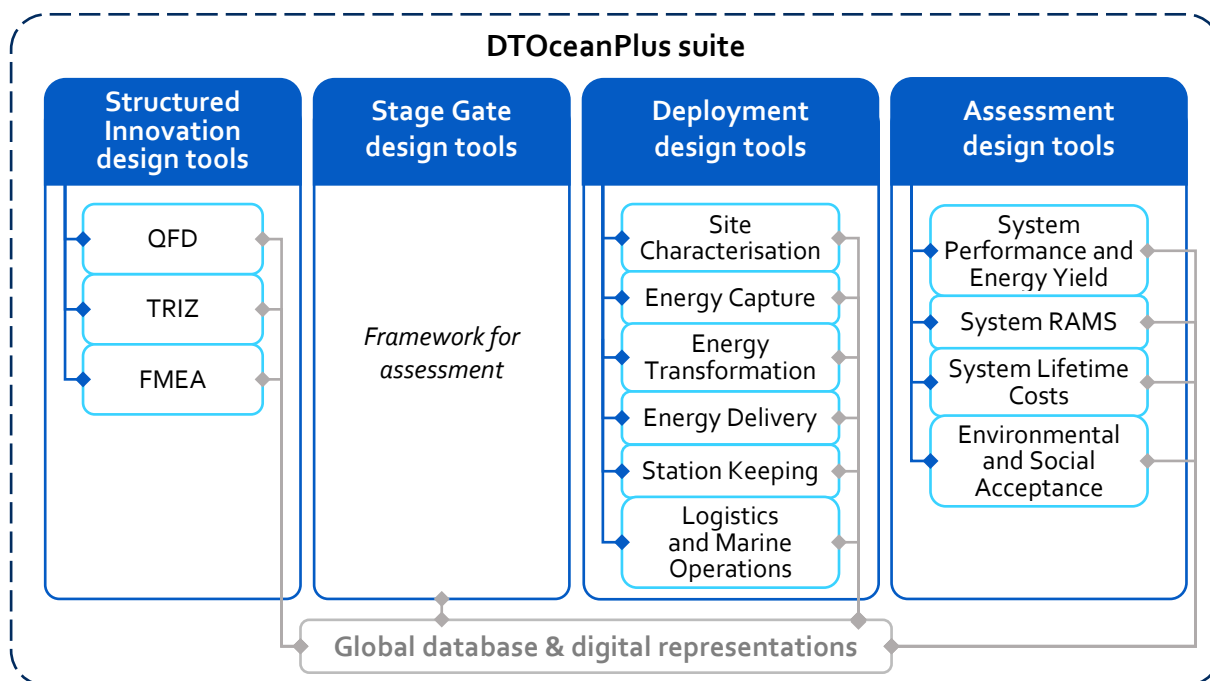 DTOceanPlus suite
Structured
Innovation
design tools
QFD
TRIZ
FMEA
Stage Gate
design tools
Framework for
assessment
Deployment
design tools
Site
Characterisation
Energy Capture
Energy
Transformation
Energy Delivery
Station Keeping
Logistics
and Marine
Operations
Assessment
design tools
System
Performance and
Energy Yield
System RAMS
System Lifetime
Costs
Environmental
and Social
Acceptance
Global database & digital representations